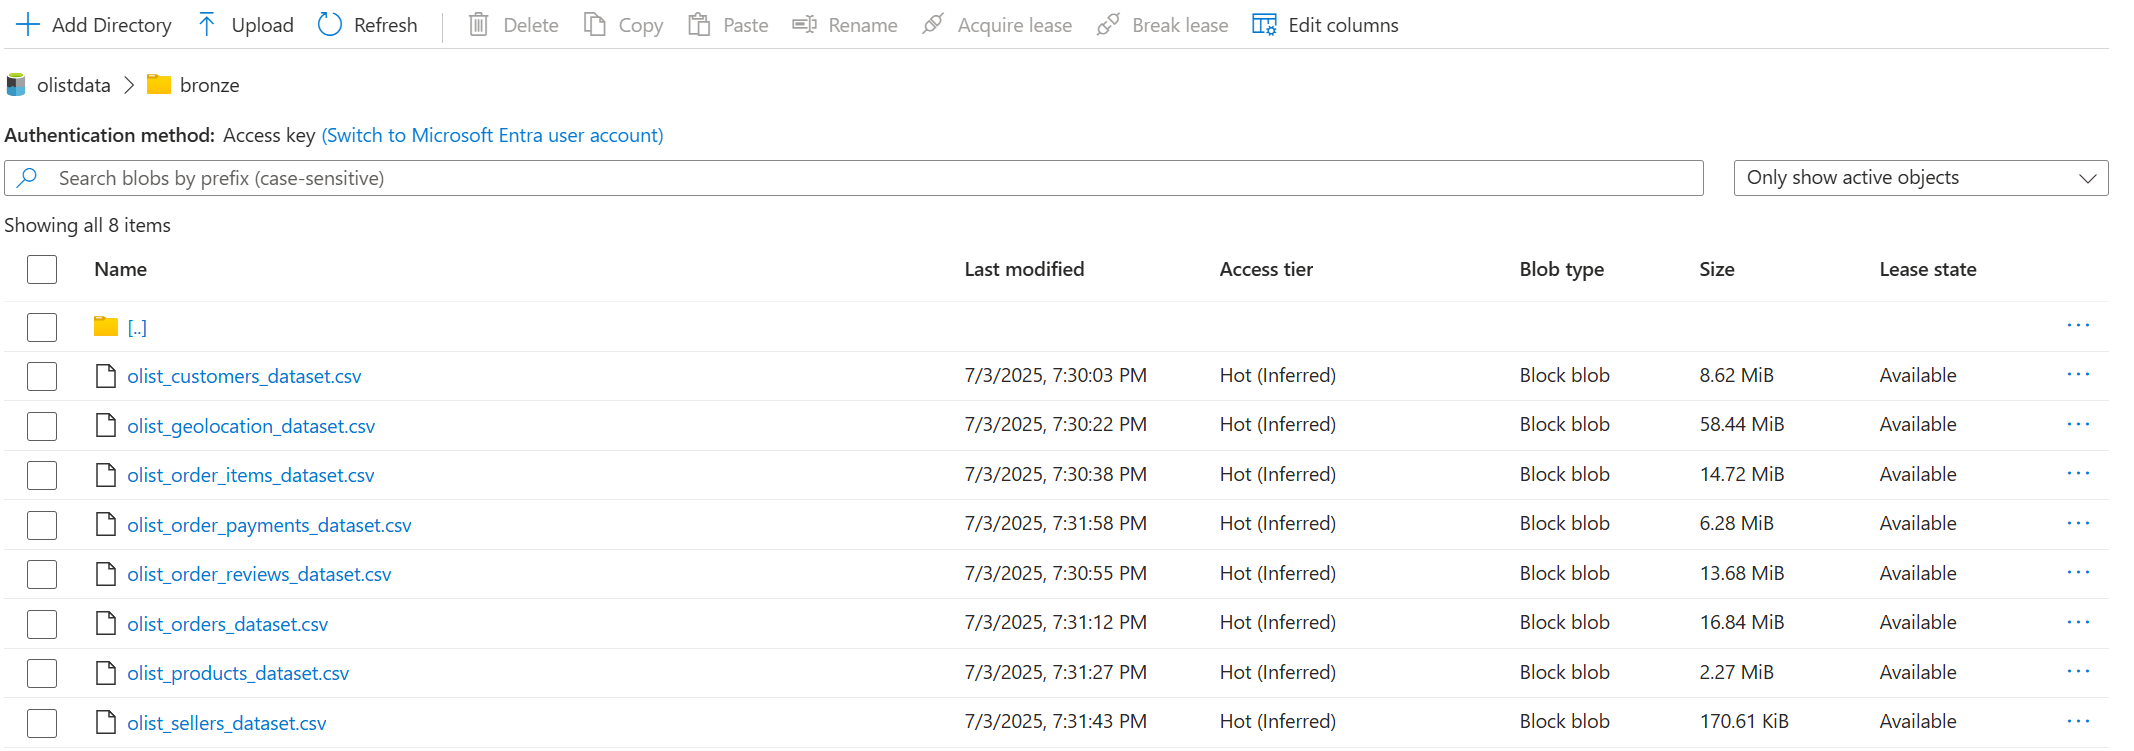 Add Directory Upload Refresh Delete Copy Paste Rename Acquire lease Break lease Edit columns
olistdata > bronze
Authentication method: Access key (Switch to Microsoft Entra user account)
Search blobs by prefix (case-sensitive) Only show active objects
Showing all 8 items
Name Last modified Access tier Blob type Size Lease state
[..] ...
olist_customers_dataset.csv 7/3/2025, 7:30:03 PM Hot (Inferred) Block blob 8.62 MiB Available ...
olist_geolocation_dataset.csv 7/3/2025, 7:30:22 PM Hot (Inferred) Block blob 58.44 MiB Available ...
olist_order_items_dataset.csv 7/3/2025, 7:30:38 PM Hot (Inferred) Block blob 14.72 MiB Available ...
olist_order_payments_dataset.csv 7/3/2025, 7:31:58 PM Hot (Inferred) Block blob 6.28 MiB Available ...
olist_order_reviews_dataset.csv 7/3/2025, 7:30:55 PM Hot (Inferred) Block blob 13.68 MiB Available ...
olist_orders_dataset.csv 7/3/2025, 7:31:12 PM Hot (Inferred) Block blob 16.84 MiB Available ...
olist_products_dataset.csv 7/3/2025, 7:31:27 PM Hot (Inferred) Block blob 2.27 MiB Available ...
olist_sellers_dataset.csv 7/3/2025, 7:31:43 PM Hot (Inferred) Block blob 170.61 KiB Available ...